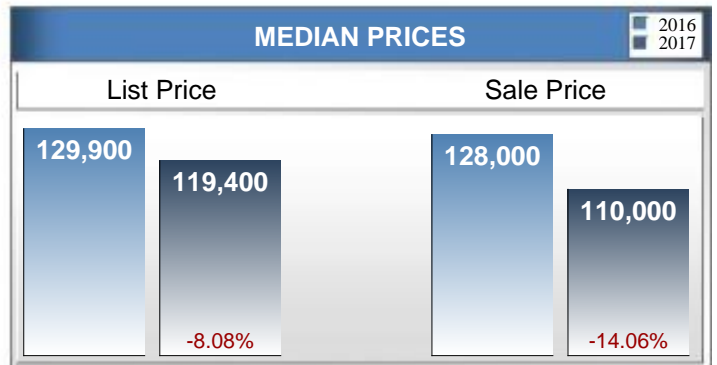 MEDIAN PRICES
2016
2017
List Price
Sale Price
129,900
119,400
-8.08%
128,000
110,000
-14.06%